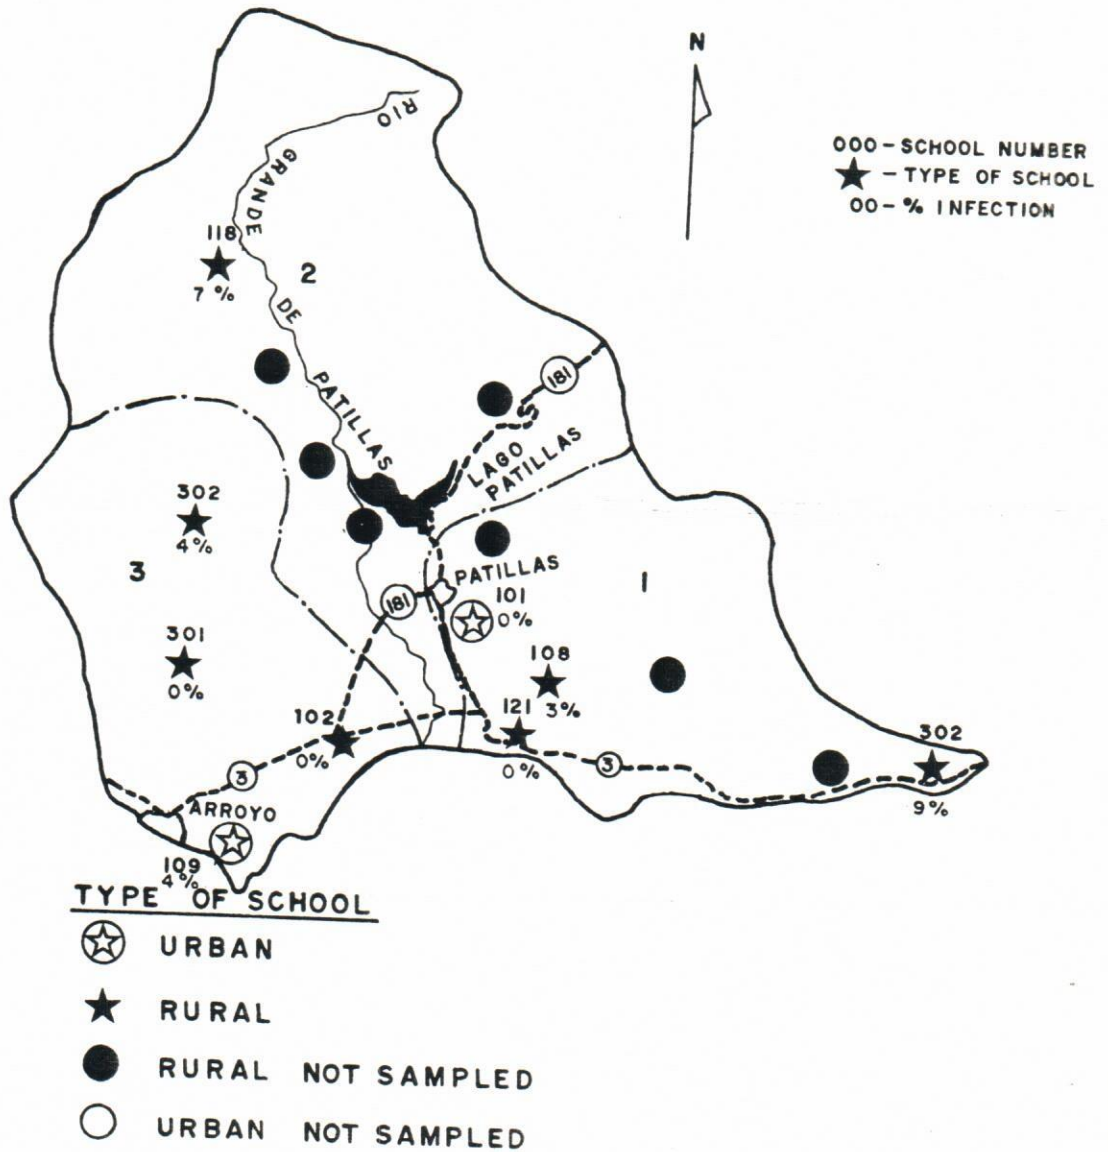 N
000 - SCHOOL NUMBER
★ - TYPE OF SCHOOL
00 - % INFECTION
RIO
GRANDE
DE
PATILLAS
118
7 %
2
181
LAGO
PATILLAS
302
4%
3
PATILLAS
101
0%
1
181
301
0%
108
3%
121
0%
102
0%
3
3
302
9%
ARROYO
109
4%
TYPE OF SCHOOL
URBAN
RURAL
RURAL NOT SAMPLED
URBAN NOT SAMPLED